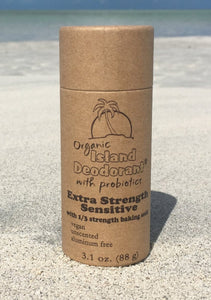 Organic
Island
Deodorant®
with probiotics
Extra Strength
Sensitive
with 1/3 strength baking soda
vegan
unscented
aluminum free
3.1 oz. (88 g)